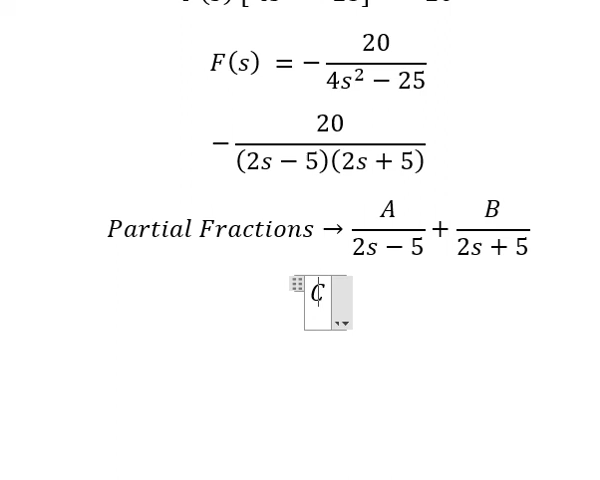 F(s) = − 20 / 4s² − 25
− 20 / (2s − 5)(2s + 5)
Partial Fractions → A / 2s − 5 + B / 2s + 5
C